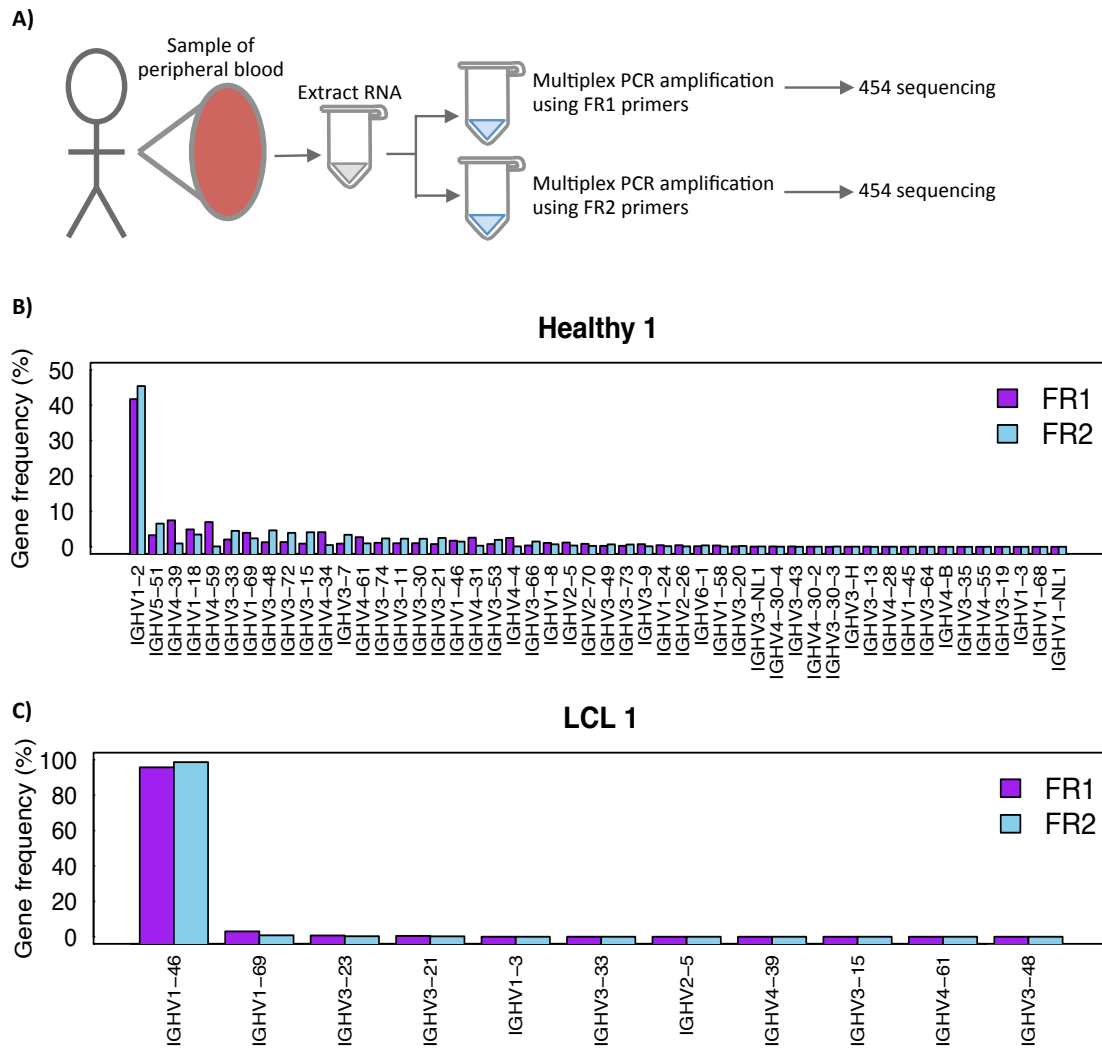 A)
Sample of
peripheral blood
Extract RNA
Multiplex PCR amplification
using FR1 primers
454 sequencing
Multiplex PCR amplification
using FR2 primers
454 sequencing
B)
Healthy 1
Gene frequency (%)
50
40
30
20
10
0
FR1
FR2
IGHV1−2
IGHV5−51
IGHV4−39
IGHV1−18
IGHV4−59
IGHV3−33
IGHV1−69
IGHV3−48
IGHV3−72
IGHV3−15
IGHV4−34
IGHV3−7
IGHV4−61
IGHV3−74
IGHV3−11
IGHV3−30
IGHV3−21
IGHV1−46
IGHV4−31
IGHV3−53
IGHV4−4
IGHV3−66
IGHV1−8
IGHV2−5
IGHV2−70
IGHV3−49
IGHV3−73
IGHV3−9
IGHV1−24
IGHV2−26
IGHV6−1
IGHV1−58
IGHV3−20
IGHV3−NL1
IGHV4−30−4
IGHV3−43
IGHV4−30−2
IGHV3−30−3
IGHV3−H
IGHV3−13
IGHV4−28
IGHV1−45
IGHV3−64
IGHV4−B
IGHV3−35
IGHV4−55
IGHV3−19
IGHV1−3
IGHV1−68
IGHV1−NL1
C)
LCL 1
Gene frequency (%)
100
80
60
40
20
0
FR1
FR2
IGHV1−46
IGHV1−69
IGHV3−23
IGHV3−21
IGHV1−3
IGHV3−33
IGHV2−5
IGHV4−39
IGHV3−15
IGHV4−61
IGHV3−48